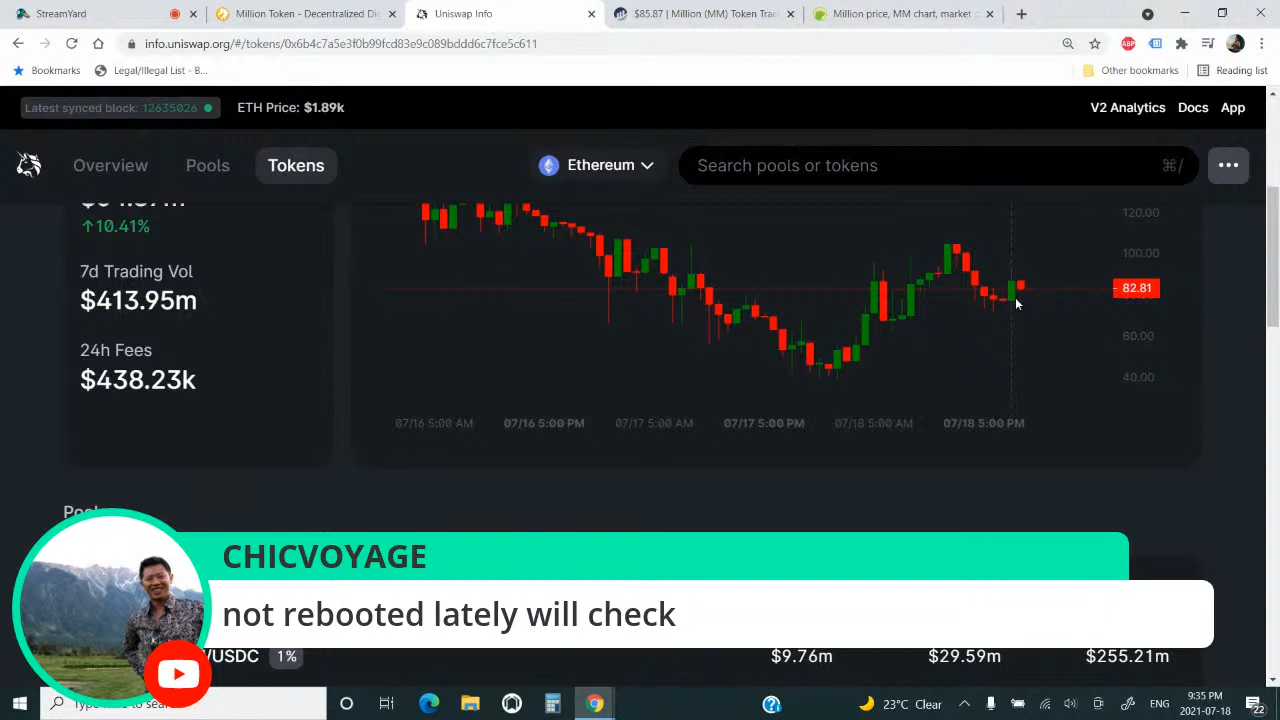 StreamYard
Million Tokens - Decentralized Di
Uniswap Info
$85.87 | Million (MM) Token Trad
Million price, MM chart, market
info.uniswap.org/#/tokens/0x6b4c7a5e3f0b99fcd83e9c089bddd6c7fce5c611
ABP
Bookmarks
Legal/Illegal List - B...
Other bookmarks
Reading list
Latest synced block: 12635026
ETH Price: $1.89k
V2 Analytics
Docs
App
Overview
Pools
Tokens
Ethereum
Search pools or tokens
⌘/
↑10.41%
7d Trading Vol
$413.95m
24h Fees
$438.23k
120.00
100.00
82.81
60.00
40.00
07/16 5:00 AM
07/16 5:00 PM
07/17 5:00 AM
07/17 5:00 PM
07/18 5:00 AM
07/18 5:00 PM
CHICVOYAGE
not rebooted lately will check
/USDC
1%
$9.76m
$29.59m
$255.21m
23°C Clear
ENG
9:35 PM
2021-07-18
22